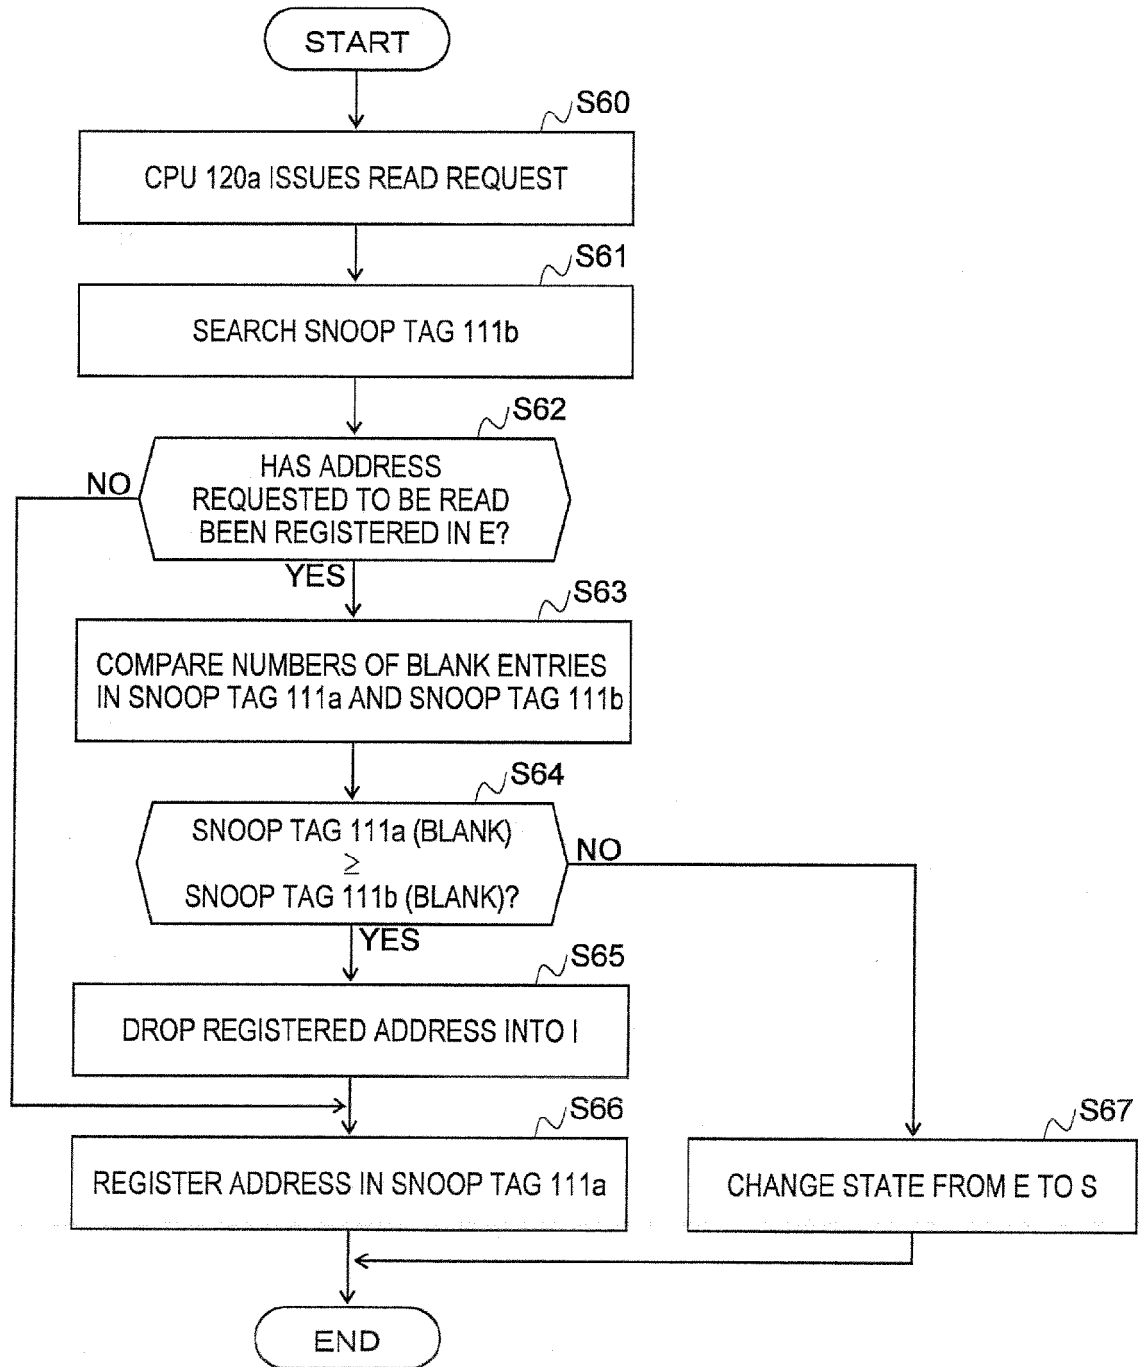 START
S60
CPU 120a ISSUES READ REQUEST
S61
SEARCH SNOOP TAG 111b
S62
HAS ADDRESS
REQUESTED TO BE READ
BEEN REGISTERED IN E?
NO
YES
S63
COMPARE NUMBERS OF BLANK ENTRIES
IN SNOOP TAG 111a AND SNOOP TAG 111b
S64
SNOOP TAG 111a (BLANK)
≥
SNOOP TAG 111b (BLANK)?
NO
YES
S65
DROP REGISTERED ADDRESS INTO I
S66
REGISTER ADDRESS IN SNOOP TAG 111a
S67
CHANGE STATE FROM E TO S
END